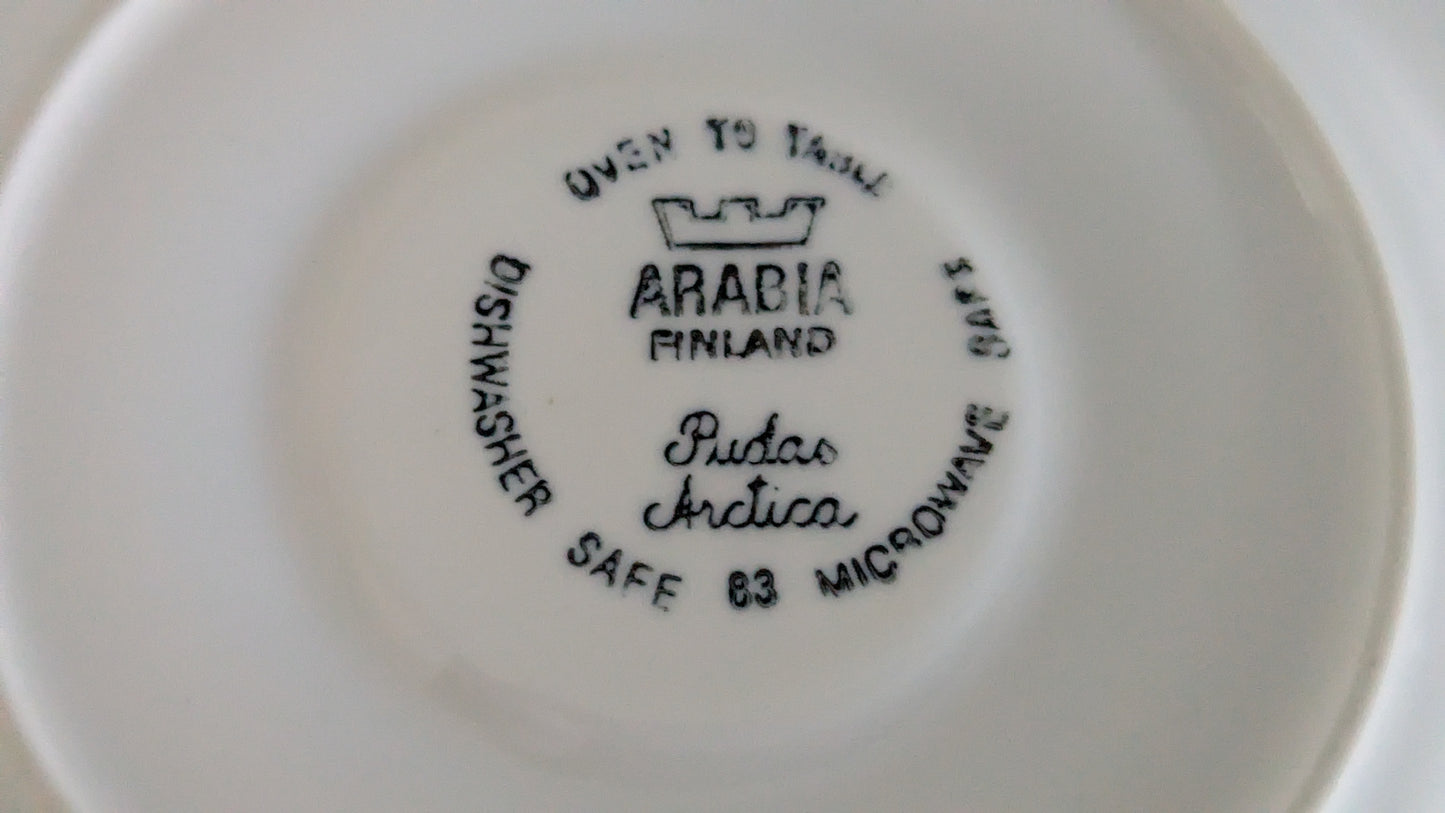 OVEN TO TABLE
ARABIA
FINLAND
Pudas
Arctica
DISHWASHER SAFE 83 MICROWAVE SAFE